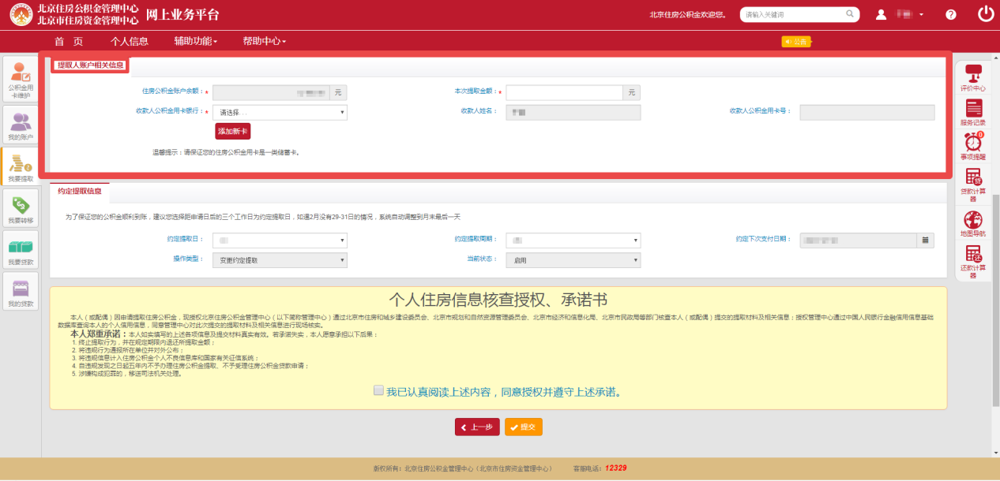 北京住房公积金管理中心
北京市住房资金管理中心
网上业务平台
北京住房公积金欢迎您。
请输入关键词
首 页
个人信息
辅助功能
帮助中心
公告
公积金用卡维护
我的账户
我要提取
我要转移
我要贷款
我的贷款
提取人账户相关信息
住房公积金账户余额：*
元
本次提取金额：*
元
收款人公积金用卡银行：*
请选择...
收款人姓名：
收款人公积金用卡号：
添加新卡
温馨提示：请保证您的住房公积金用卡是一类储蓄卡。
约定提取信息
为了保证您的公积金顺利到账，建议您选择距申请日后的三个工作日为约定提取日，如遇2月没有29-31日的情况，系统自动调整到月末最后一天
约定提取日：
约定提取周期：
约定下次支付日期：
操作类型：
变更约定提取
当前状态：
启用
个人住房信息核查授权、承诺书
本人（或配偶）因申请提取住房公积金，现授权北京住房公积金管理中心（以下简称管理中心）通过北京市住房和城乡建设委员会、北京市规划和自然资源管理委员会、北京市经济和信息化局、北京市民政局等部门核查本人（或配偶）提交的提取材料及相关信息；授权管理中心通过中国人民银行金融信用信息基础
数据库查询本人的个人信用信息，同意管理中心对此次提交的提取材料及相关信息进行现场核实。
本人郑重承诺：本人如实填写的上述各项信息及提交材料真实有效。若承诺失实，本人愿意承担以下后果：
1. 终止提取行为，并在规定期限内退还所提取金额；
2. 将违规行为通报所在单位并对外公布；
3. 将违规信息计入住房公积金个人不良信息库和国家有关征信系统；
4. 自违规发现之日起五年内不予办理住房公积金提取、不予受理住房公积金贷款申请；
5. 涉嫌构成犯罪的，移送司法机关处理。
我已认真阅读上述内容，同意授权并遵守上述承诺。
上一步
提交
评价中心
服务记录
0
事项提醒
贷
贷款计算器
地图导航
还
还款计算器
版权所有：北京住房公积金管理中心（北京市住房资金管理中心）
客服电话：12329